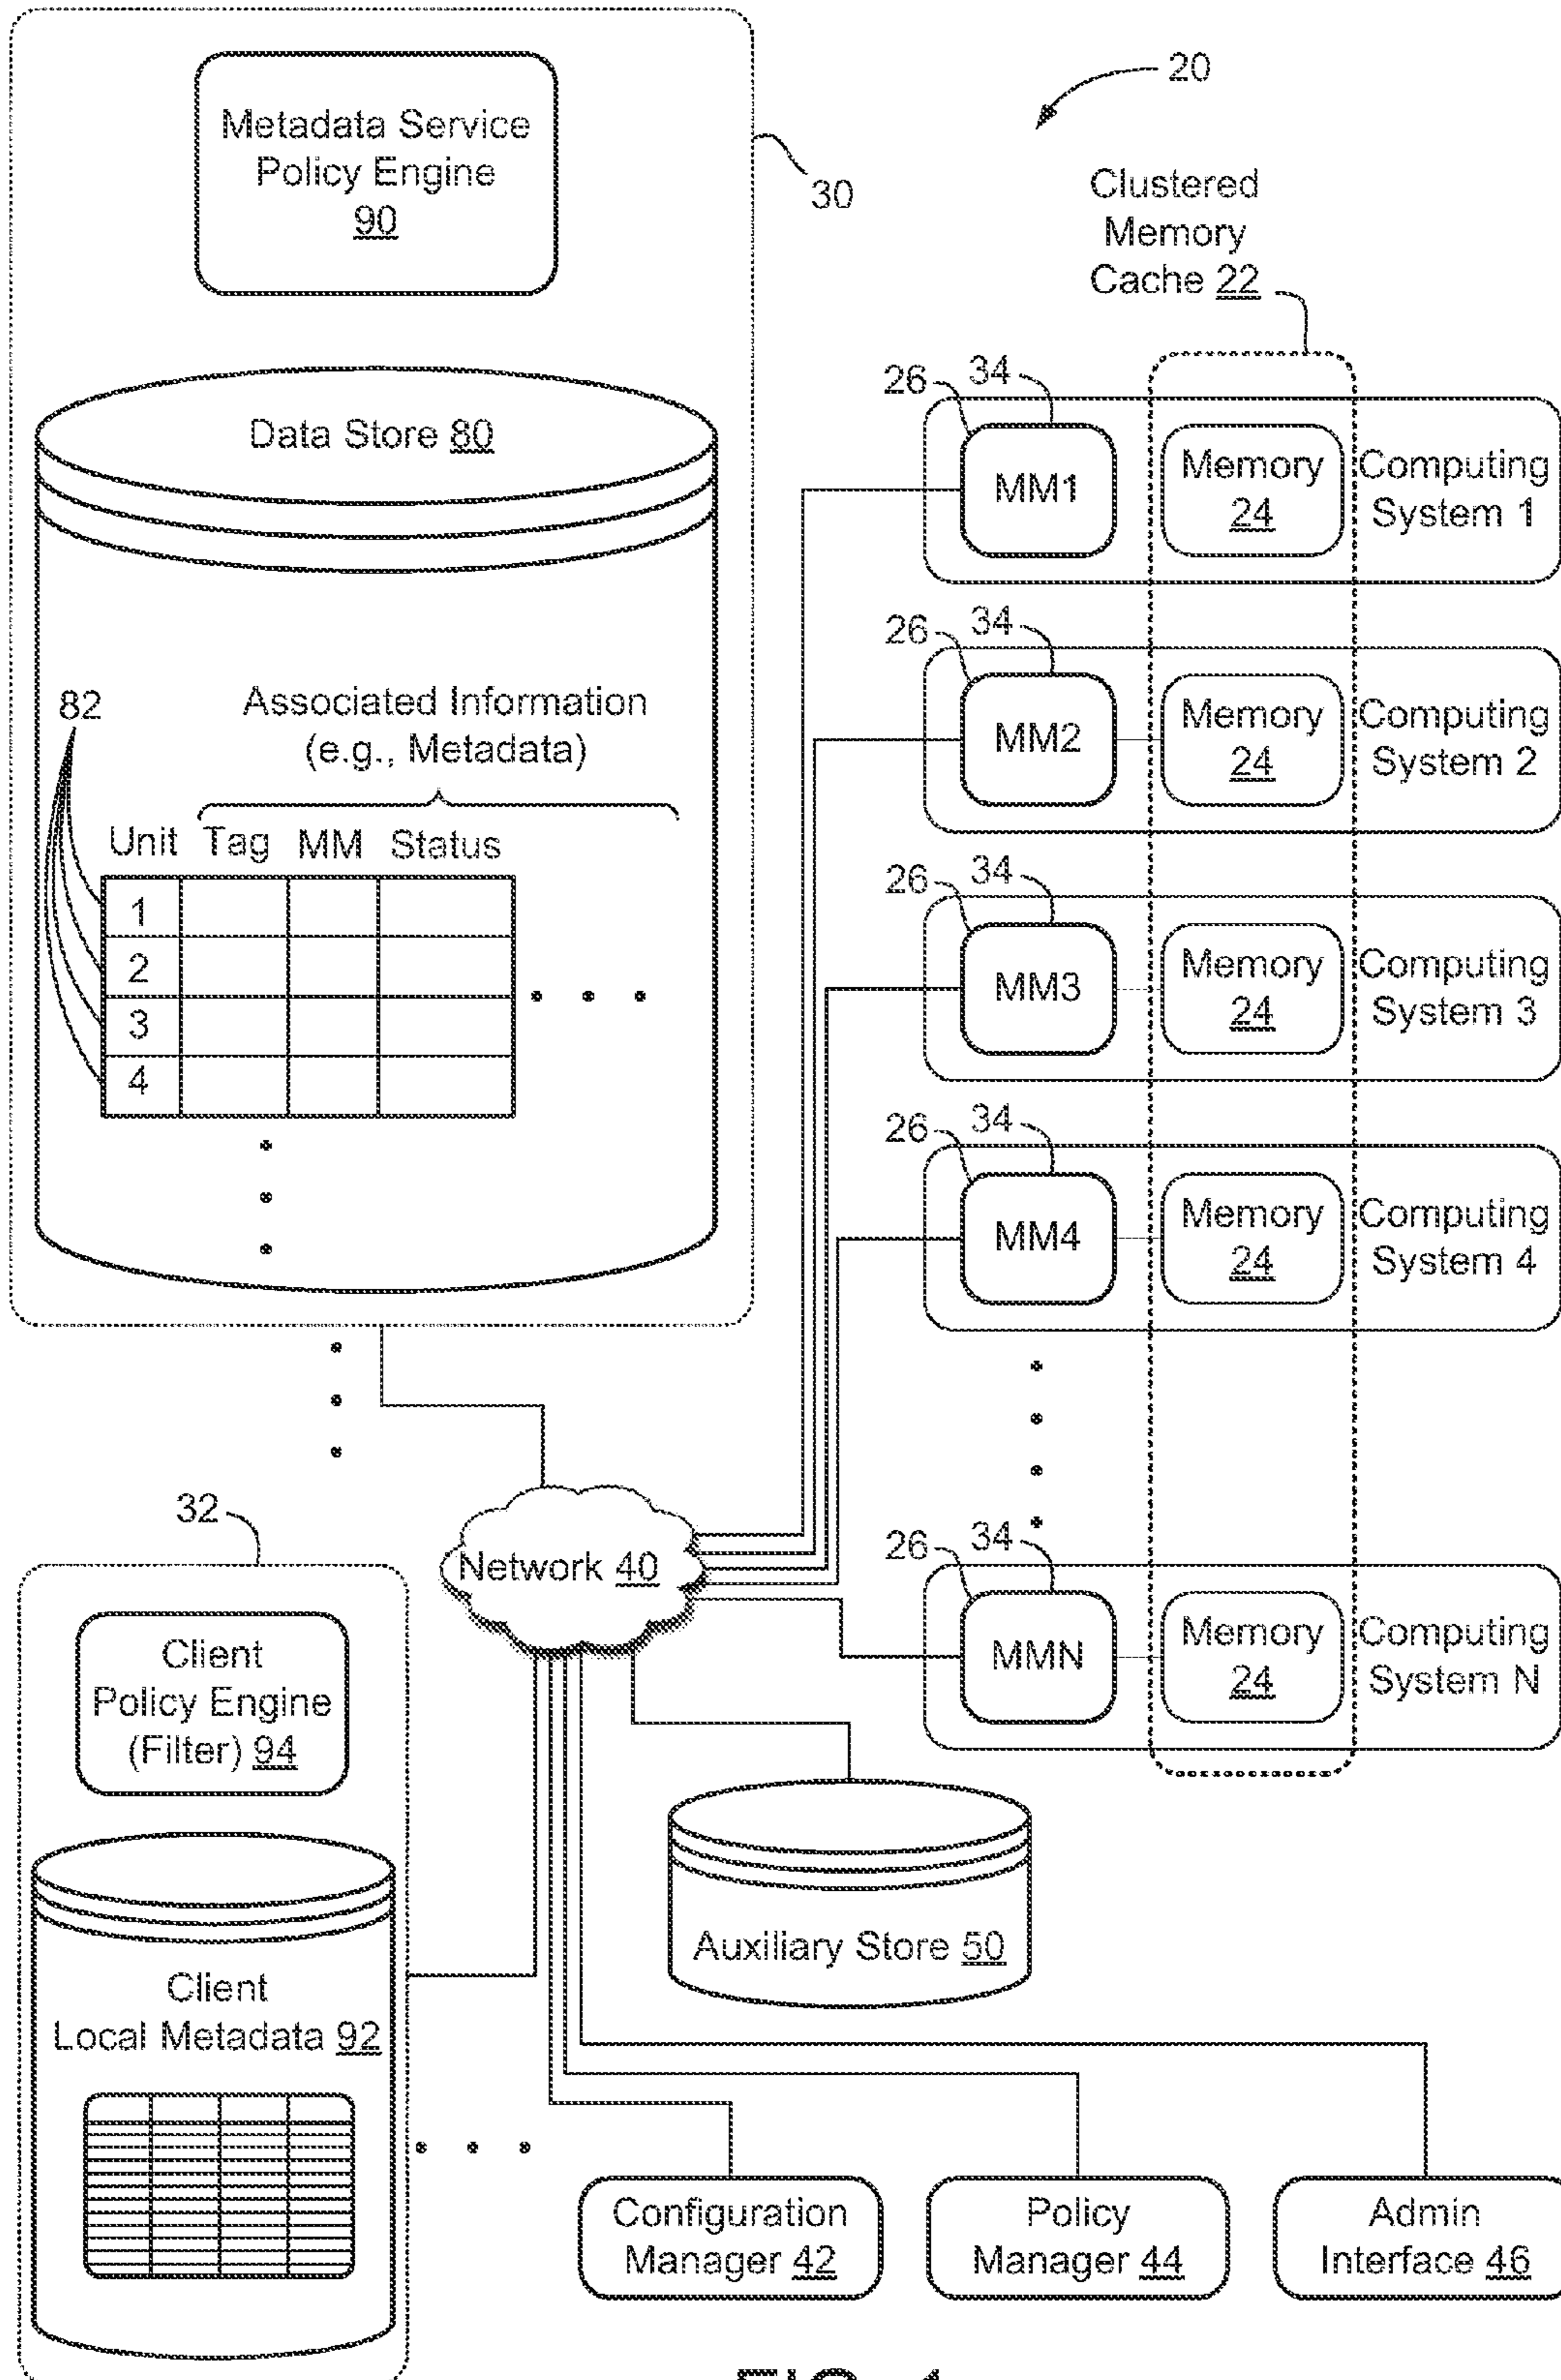 Metadata Service
Policy Engine
90
30
20
Clustered
Memory
Cache 22
Data Store 80
82
Associated Information
(e.g., Metadata)
Unit Tag MM Status
1
2
3
4
26 34
MM1
Memory
24
Computing
System 1
26 34
MM2
Memory
24
Computing
System 2
26 34
MM3
Memory
24
Computing
System 3
26 34
MM4
Memory
24
Computing
System 4
26 34
MMN
Memory
24
Computing
System N
Network 40
32
Client
Policy Engine
(Filter) 94
Client
Local Metadata 92
Auxiliary Store 50
Configuration
Manager 42
Policy
Manager 44
Admin
Interface 46